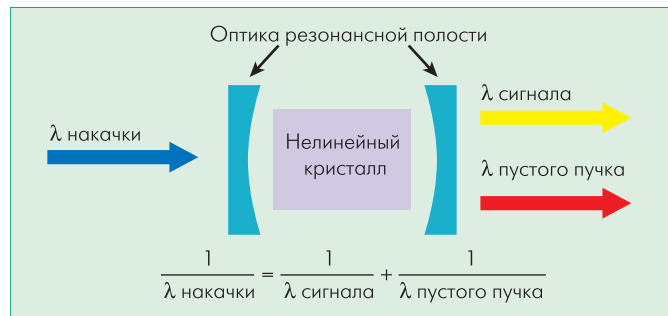 Оптика резонансной полости
λ накачки
Нелинейный
кристалл
λ сигнала
λ пустого пучка
1/λ накачки = 1/λ сигнала + 1/λ пустого пучка